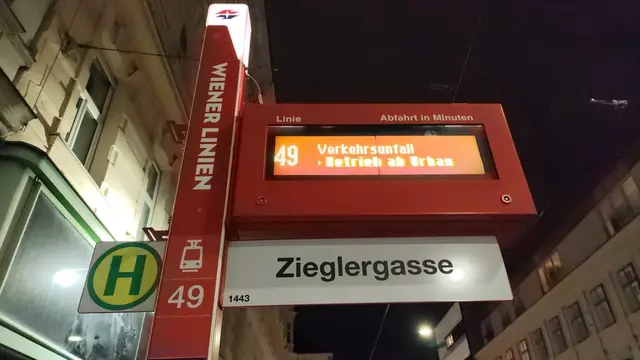 WIENER LINIEN
Linie Abfahrt in Minuten
49 Verkehrsunfall
Betrieb ab Urban
H
49
1443
Zieglergasse